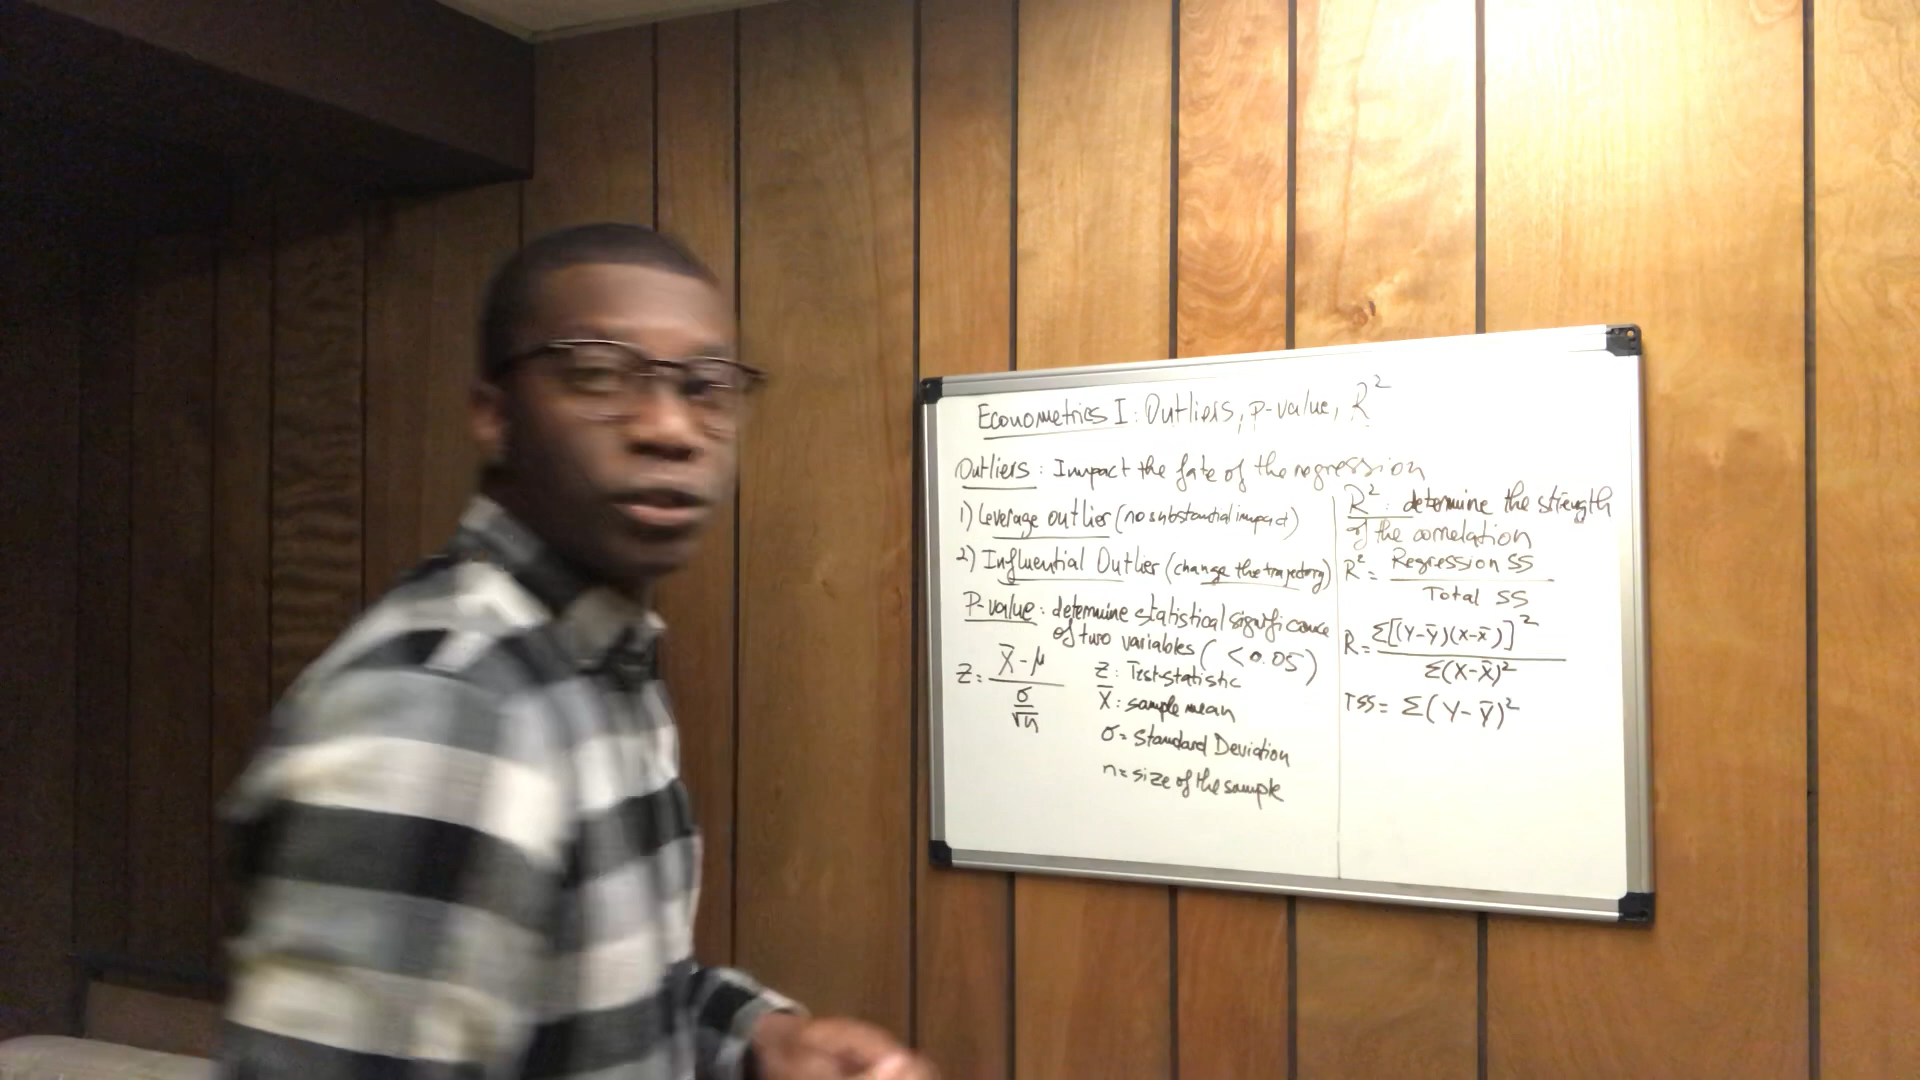 Econometrics I: Outliers, p-value, R²
Outliers: Impact the fate of the regression
1) Leverage outlier (no substantial impact)
2) Influential Outlier (change the trajectory)
P-value: determine statistical significance
of two variables (<0.05)
Z = X̄-μ / σ/√n
Z: Test statistic
X̄: sample mean
σ = Standard Deviation
n = size of the sample
R²: determine the strength
of the correlation
R² = Regression SS / Total SS
R = Σ[(Y-ȳ)(X-x̄)]² / Σ(X-X̄)²
TSS = Σ(Y-ȳ)²